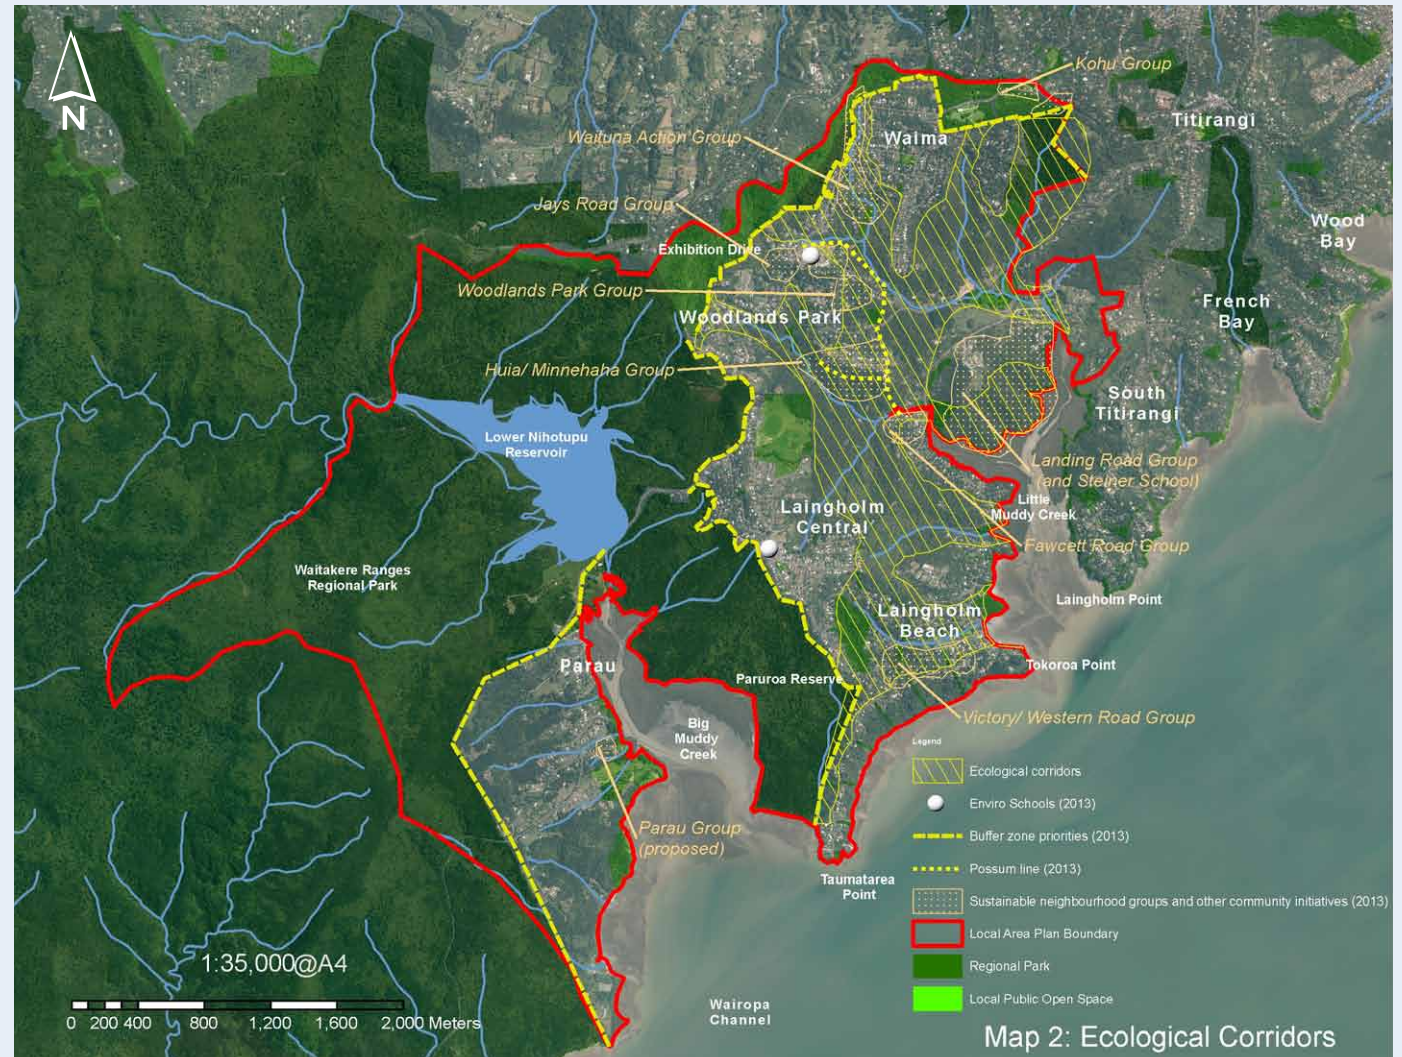 N
Kohu Group
Titirangi
Waituna Action Group
Waima
Jays Road Group
Wood
Bay
Exhibition Drive
Woodlands Park Group
French
Bay
Woodlands Park
Huia/ Minnehaha Group
South
Titirangi
Lower Nihotupu
Reservoir
Landing Road Group
(and Steiner School)
Little
Muddy Creek
Laingholm
Central
Fawcett Road Group
Waitakere Ranges
Regional Park
Laingholm Point
Laingholm
Beach
Parau
Tokoroa Point
Paruroa Reserve
Victory/ Western Road Group
Big
Muddy
Creek
Parau Group
(proposed)
Taumatarea
Point
Legend
Ecological corridors
Enviro Schools (2013)
Buffer zone priorities (2013)
Possum line (2013)
Sustainable neighbourhood groups and other community initiatives (2013)
Local Area Plan Boundary
Regional Park
Local Public Open Space
1:35,000@A4
0 200 400 800 1,200 1,600 2,000 Meters
Wairopa
Channel
Map 2: Ecological Corridors